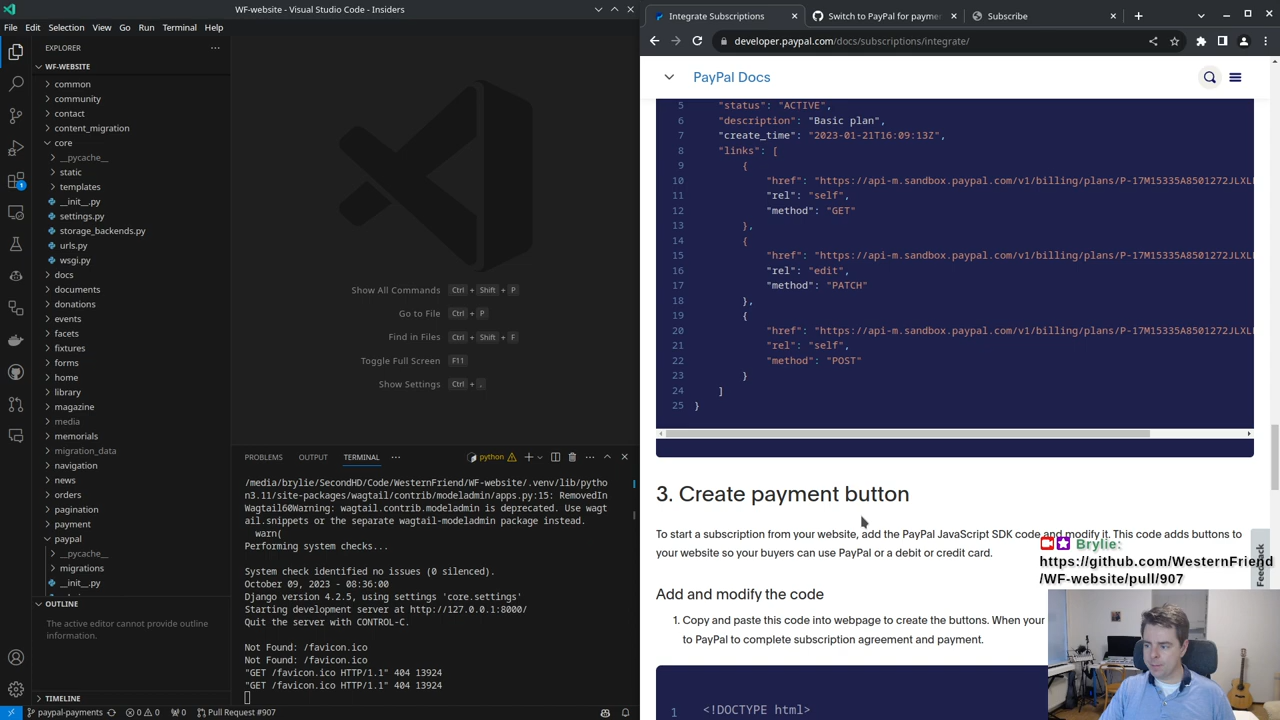 WF-website - Visual Studio Code - Insiders
File Edit Selection View Go Run Terminal Help
EXPLORER
WF-WEBSITE
common
community
contact
content_migration
core
__pycache__
static
templates
__init__.py
settings.py
storage_backends.py
urls.py
wsgi.py
docs
documents
donations
events
facets
fixtures
forms
home
library
magazine
media
memorials
migration_data
navigation
news
orders
pagination
payment
paypal
__pycache__
migrations
__init__.py
OUTLINE
The active editor cannot provide outline
information.
TIMELINE
1
paypal-payments 0 0 0 Pull Request #907
Show All Commands Ctrl + Shift + P
Go to File Ctrl + P
Find in Files Ctrl + Shift + F
Toggle Full Screen F11
Show Settings Ctrl + ,
PROBLEMS OUTPUT TERMINAL python
/media/brylie/SecondHD/Code/WesternFriend/WF-website/.venv/lib/pytho
n3.11/site-packages/wagtail/contrib/modeladmin/apps.py:15: RemovedIn
Wagtail60Warning: wagtail.contrib.modeladmin is deprecated. Use wagt
ail.snippets or the separate wagtail-modeladmin package instead.
warn(
Performing system checks...
System check identified no issues (0 silenced).
October 09, 2023 - 08:36:00
Django version 4.2.5, using settings 'core.settings'
Starting development server at http://127.0.0.1:8000/
Quit the server with CONTROL-C.
Not Found: /favicon.ico
Not Found: /favicon.ico
"GET /favicon.ico HTTP/1.1" 404 13924
"GET /favicon.ico HTTP/1.1" 404 13924
Integrate Subscriptions
Switch to PayPal for paymen
Subscribe
developer.paypal.com/docs/subscriptions/integrate/
PayPal Docs
5 "status": "ACTIVE",
6 "description": "Basic plan",
7 "create_time": "2023-01-21T16:09:13Z",
8 "links": [
9 {
10 "href": "https://api-m.sandbox.paypal.com/v1/billing/plans/P-17M15335A8501272JLXL
11 "rel": "self",
12 "method": "GET"
13 },
14 {
15 "href": "https://api-m.sandbox.paypal.com/v1/billing/plans/P-17M15335A8501272JLXL
16 "rel": "edit",
17 "method": "PATCH"
18 },
19 {
20 "href": "https://api-m.sandbox.paypal.com/v1/billing/plans/P-17M15335A8501272JLXL
21 "rel": "self",
22 "method": "POST"
23 }
24 ]
25 }
3. Create payment button
To start a subscription from your website, add the PayPal JavaScript SDK code and modify it. This code adds buttons to
your website so your buyers can use PayPal or a debit or credit card.
Add and modify the code
1. Copy and paste this code into webpage to create the buttons. When your
to PayPal to complete subscription agreement and payment.
1 <!DOCTYPE html>
Feedback
Brylie:
https://github.com/WesternFriend
/WF-website/pull/907